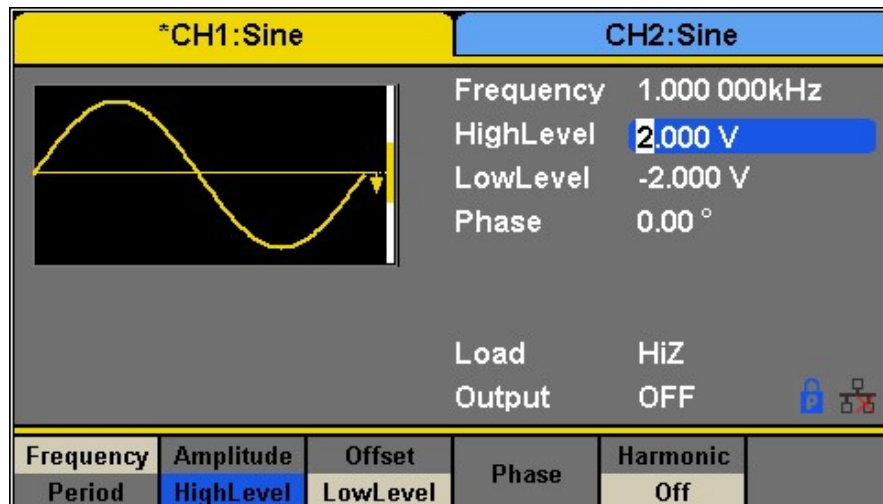 *CH1:Sine CH2:Sine
Frequency 1.000 000kHz
HighLevel 2.000 V
LowLevel -2.000 V
Phase 0.00 °
Load HiZ
Output OFF
P
Frequency Amplitude Offset Phase Harmonic
Period HighLevel LowLevel Off